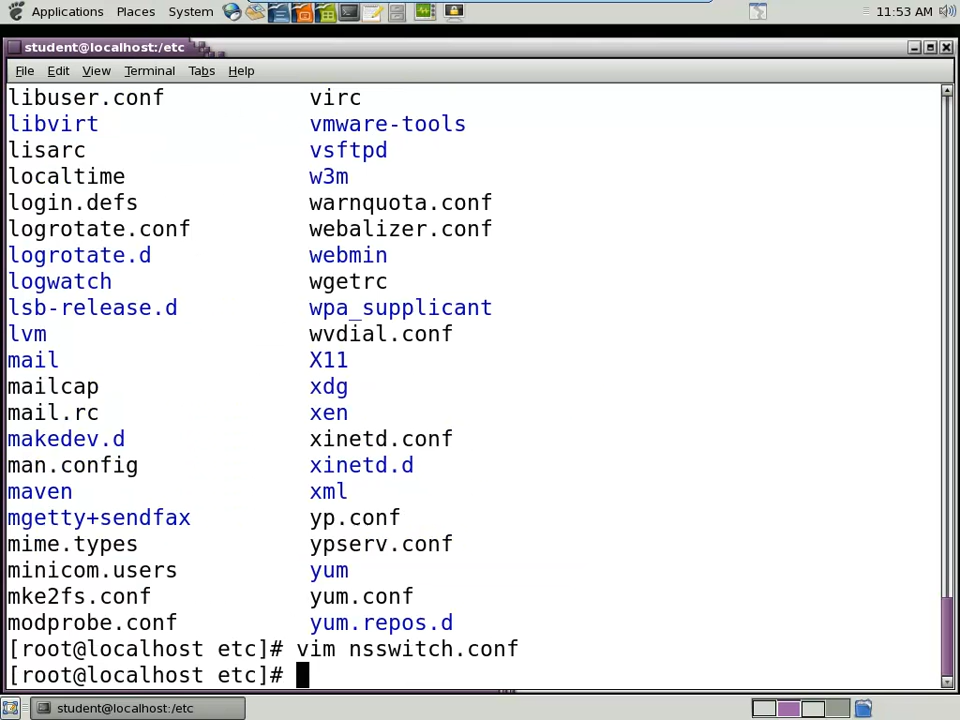 Applications Places System 11:53 AM
student@localhost:/etc
File Edit View Terminal Tabs Help
libuser.conf virc
libvirt vmware-tools
lisarc vsftpd
localtime w3m
login.defs warnquota.conf
logrotate.conf webalizer.conf
logrotate.d webmin
logwatch wgetrc
lsb-release.d wpa_supplicant
lvm wvdial.conf
mail X11
mailcap xdg
mail.rc xen
makedev.d xinetd.conf
man.config xinetd.d
maven xml
mgetty+sendfax yp.conf
mime.types ypserv.conf
minicom.users yum
mke2fs.conf yum.conf
modprobe.conf yum.repos.d
[root@localhost etc]# vim nsswitch.conf
[root@localhost etc]#
student@localhost:/etc